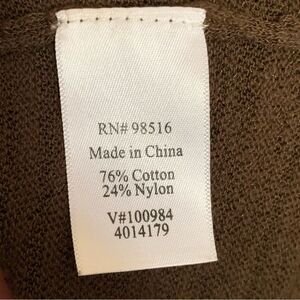 RN# 98516
Made in China
76% Cotton
24% Nylon
V#100984
4014179